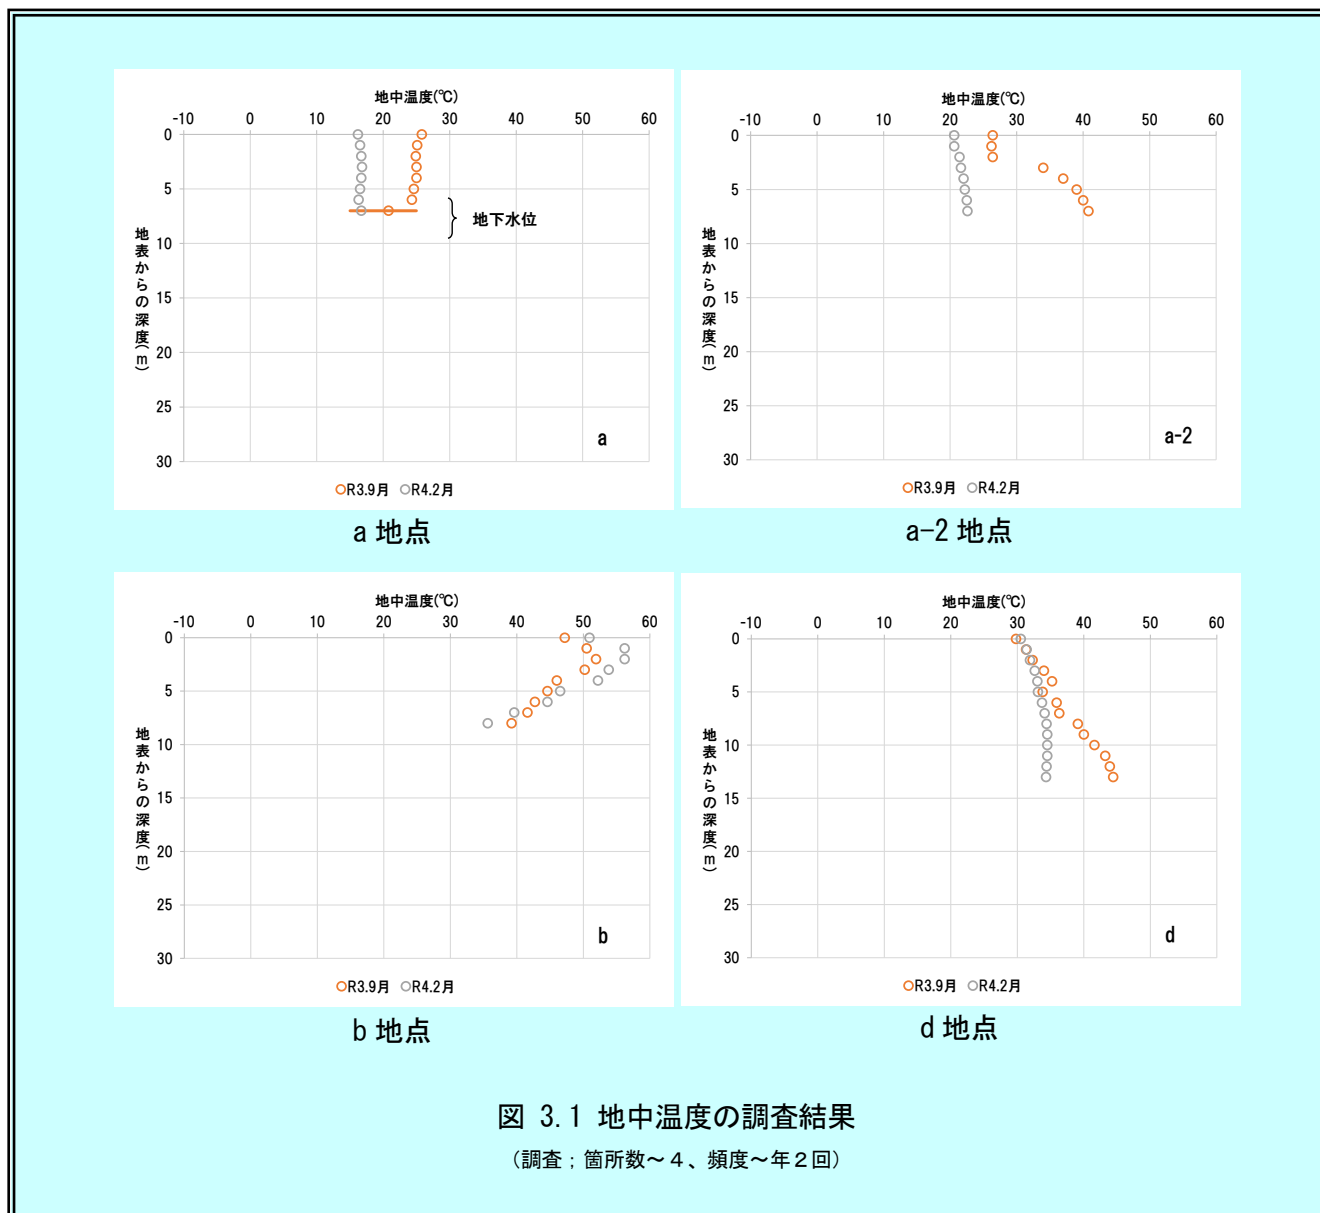 地中温度(℃)
-10 0 10 20 30 40 50 60
0
5
10
15
20
25
30
地表からの深度(m)
地下水位
a
R3.9月 R4.2月
a 地点
地中温度(℃)
-10 0 10 20 30 40 50 60
0
5
10
15
20
25
30
地表からの深度(m)
a-2
R3.9月 R4.2月
a-2 地点
地中温度(℃)
-10 0 10 20 30 40 50 60
0
5
10
15
20
25
30
地表からの深度(m)
b
R3.9月 R4.2月
b 地点
地中温度(℃)
-10 0 10 20 30 40 50 60
0
5
10
15
20
25
30
地表からの深度(m)
d
R3.9月 R4.2月
d 地点
図 3.1 地中温度の調査結果
（調査；箇所数～４、頻度～年２回）